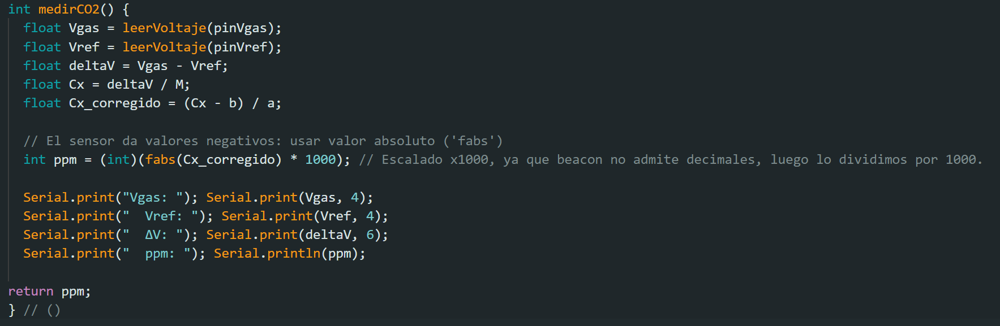 int medirCO2() {
  float Vgas = leerVoltaje(pinVgas);
  float Vref = leerVoltaje(pinVref);
  float deltaV = Vgas - Vref;
  float Cx = deltaV / M;
  float Cx_corregido = (Cx - b) / a;

  // El sensor da valores negativos: usar valor absoluto ('fabs')
  int ppm = (int)(fabs(Cx_corregido) * 1000); // Escalado x1000, ya que beacon no admite decimales, luego lo dividimos por 1000.

  Serial.print("Vgas: "); Serial.print(Vgas, 4);
  Serial.print("  Vref: "); Serial.print(Vref, 4);
  Serial.print("  ΔV: "); Serial.print(deltaV, 6);
  Serial.print("  ppm: "); Serial.println(ppm);

return ppm;
} // ()